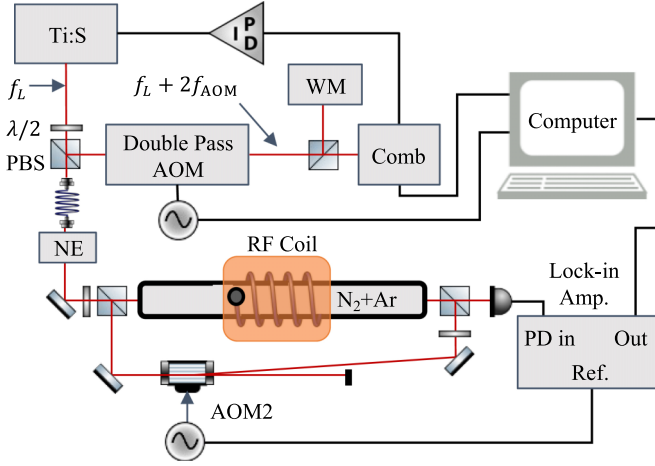 Ti:S
P
I
D
f_L
f_L + 2f_AOM
WM
λ/2
PBS
Double Pass
AOM
Comb
Computer
NE
RF Coil
N₂+Ar
Lock-in
Amp.
PD in
Out
Ref.
AOM2